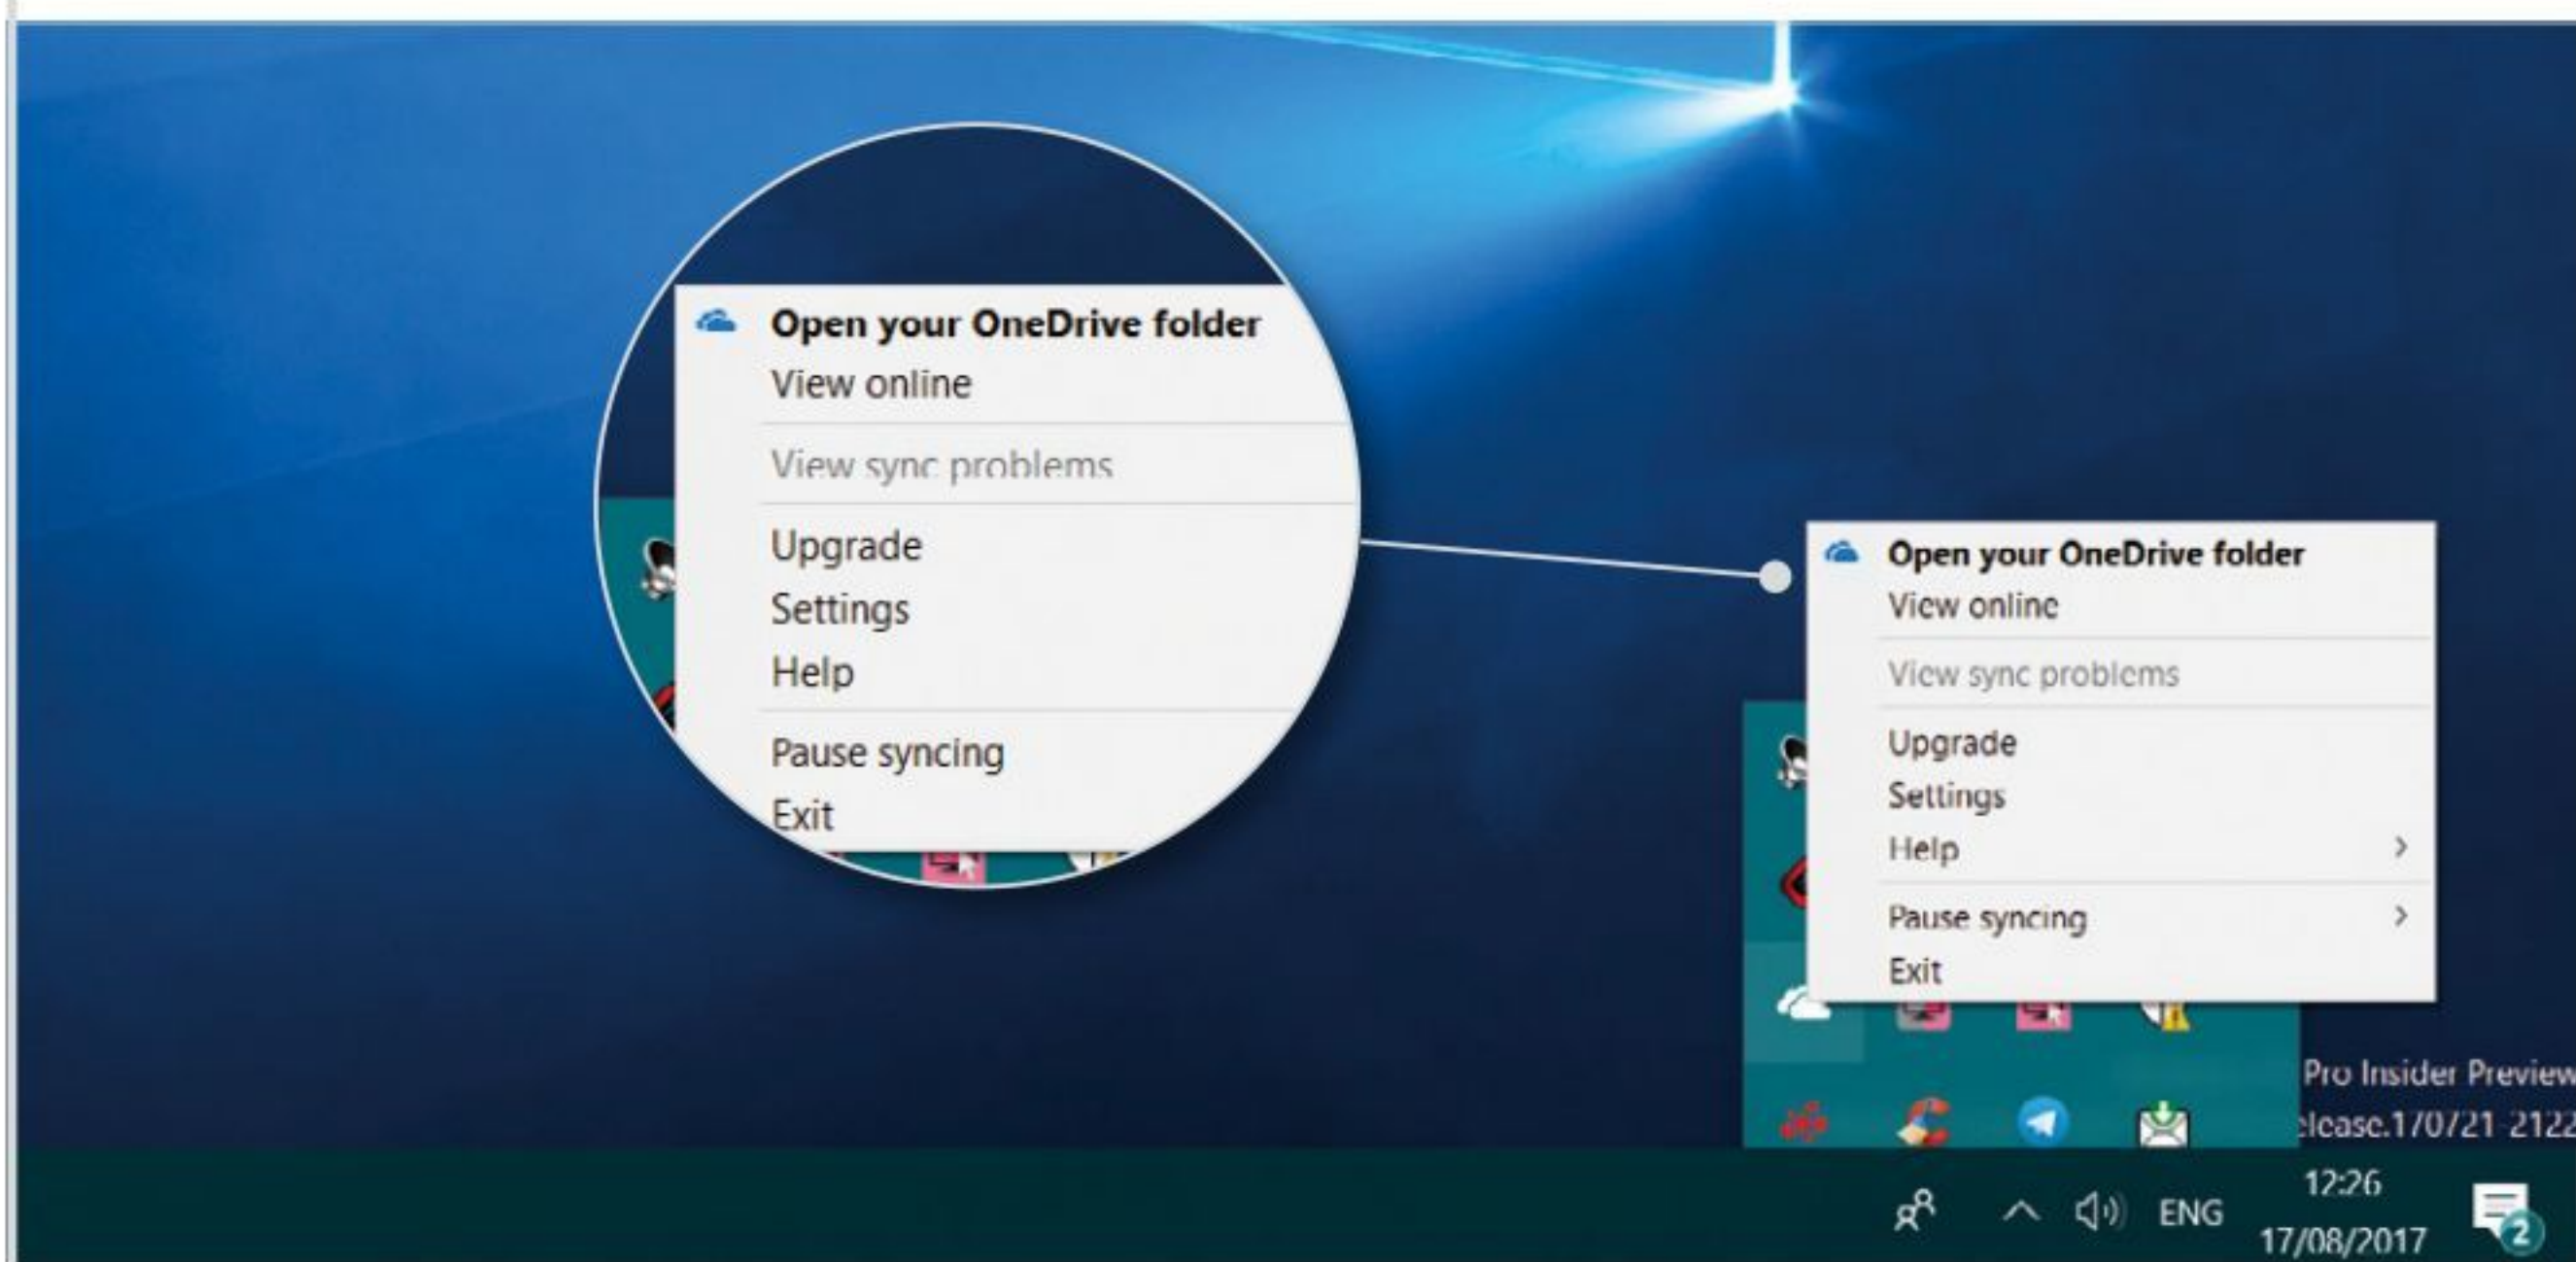 Open your OneDrive folder
View online
View sync problems
Upgrade
Settings
Help
Pause syncing
Exit
Open your OneDrive folder
View online
View sync problems
Upgrade
Settings
Help
Pause syncing
Exit
Pro Insider Preview
elease.170721-2122
12:26
ENG
17/08/2017
2